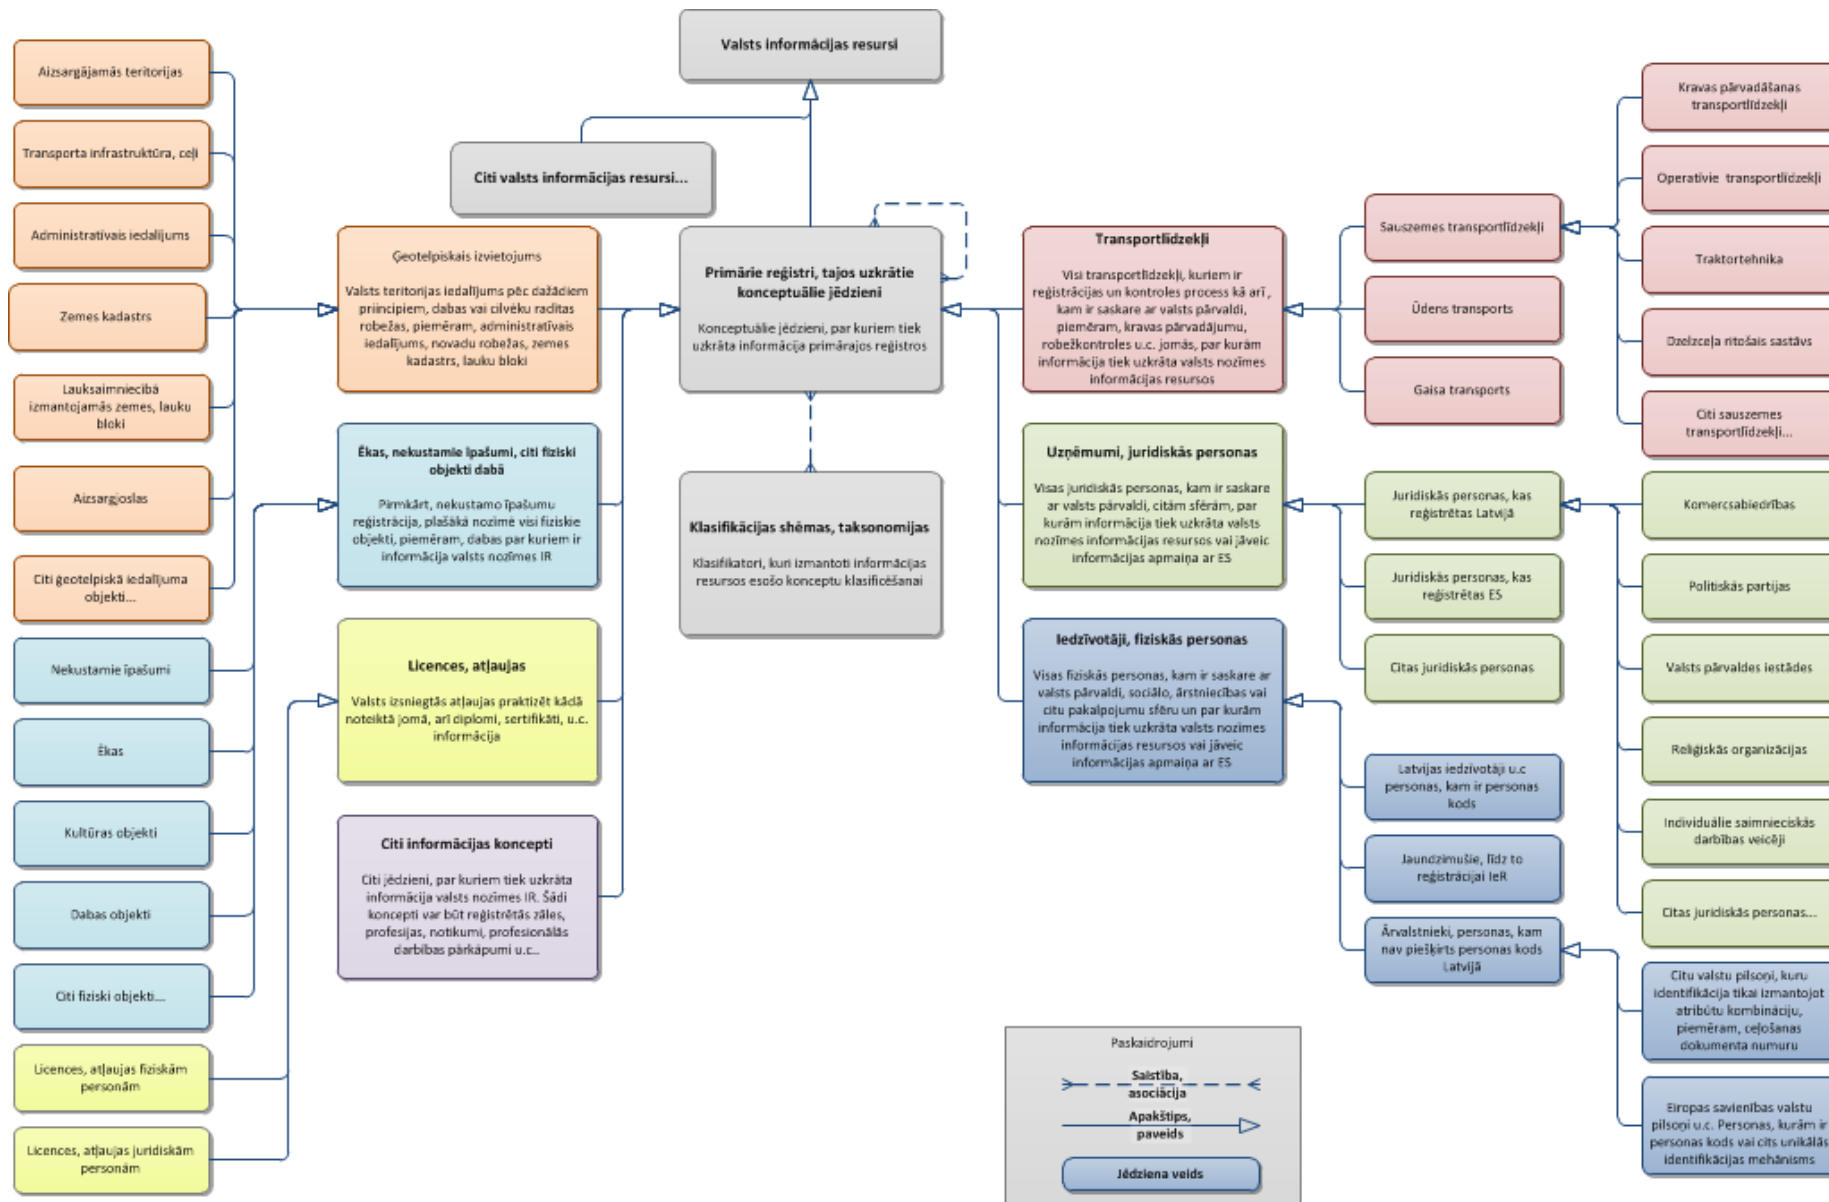 Valsts informācijas resursi
Citi valsts informācijas resursi...
Aizsargājamās teritorijas
Transporta infrastruktūra, ceļi
Administratīvais iedalījums
Zemes kadastrs
Lauksaimniecībā
izmantojamās zemes, lauku
bloki
Aizsargjoslas
Citi ģeotelpiskā iedalījuma
objekti...
Nekustamie īpašumi
Ēkas
Kultūras objekti
Dabas objekti
Citi fiziski objekti...
Licences, atļaujas fiziskām
personām
Licences, atļaujas juridiskām
personām
Ģeotelpiskais izvietojums
Valsts teritorijas iedalījums pēc dažādiem
priincipiem, dabas vai cilvēku radītas
robežas, piemēram, administratīvais
iedalījums, novadu robežas, zemes
kadastrs, lauku bloki
Ēkas, nekustamie īpašumi, citi fiziski
objekti dabā
Pirmkārt, nekustamo īpašumu
reģistrācija, plašākā nozīmē visi fiziskie
objekti, piemēram, dabas par kuriem ir
informācija valsts nozīmes IR
Licences, atļaujas
Valsts izsniegtās atļaujas praktizēt kādā
noteiktā jomā, arī diplomi, sertifikāti, u.c.
informācija
Citi informācijas koncepti
Citi jēdzieni, par kuriem tiek uzkrāta
informācija valsts nozīmes IR. Šādi
koncepti var būt reģistrētās zāles,
profesijas, notikumi, profesionālās
darbības pārkāpumi u.c...
Primārie reģistri, tajos uzkrātie
konceptuālie jēdzieni
Konceptuālie jēdzieni, par kuriem tiek
uzkrāta informācija primārajos reģistros
Klasifikācijas shēmas, taksonomijas
Klasifikatori, kuri izmantoti informācijas
resursos esošo konceptu klasificēšanai
Transportlīdzekļi
Visi transportlīdzekļi, kuriem ir
reģistrācijas un kontroles process kā arī ,
kam ir saskare ar valsts pārvaldi,
piemēram, kravas pārvadājumu,
robežkontroles u.c. jomās, par kurām
informācija tiek uzkrāta valsts nozīmes
informācijas resursos
Uzņēmumi, juridiskās personas
Visas juridiskās personas, kam ir saskare
ar valsts pārvaldi, citām sfērām, par
kurām informācija tiek uzkrāta valsts
nozīmes informācijas resursos vai jāveic
informācijas apmaiņa ar ES
Iedzīvotāji, fiziskās personas
Visas fiziskās personas, kam ir saskare ar
valsts pārvaldi, sociālo, ārstniecības vai
citu pakalpojumu sfēru un par kurām
informācija tiek uzkrāta valsts nozīmes
informācijas resursos vai jāveic
informācijas apmaiņa ar ES
Sauszemes transportlīdzekļi
Ūdens transports
Gaisa transports
Juridiskās personas, kas
reģistrētas Latvijā
Juridiskās personas, kas
reģistrētas ES
Citas juridiskās personas
Latvijas iedzīvotāji u.c
personas, kam ir personas
kods
Jaundzimušie, līdz to
reģistrācijai IeR
Ārvalstnieki, personas, kam
nav piešķirts personas kods
Latvijā
Kravas pārvadāšanas
transportlīdzekļi
Operatīvie transportlīdzekļi
Traktortehnika
Dzelzceļa ritošais sastāvs
Citi sauszemes
transportlīdzekļi...
Komercsabiedrības
Politiskās partijas
Valsts pārvaldes iestādes
Reliģiskās organizācijas
Individuālie saimnieciskās
darbības veicēji
Citas juridiskās personas...
Citu valstu pilsoņi, kuru
identifikācija tikai izmantojot
atribūtu kombināciju,
piemēram, ceļošanas
dokumenta numuru
Eiropas savienības valstu
pilsoņi u.c. Personas, kurām ir
personas kods vai cits unikālās
identifikācijas mehānisms
Paskaidrojumi
Saistība,
asociācija
Apakštips,
paveids
Jēdziena veids